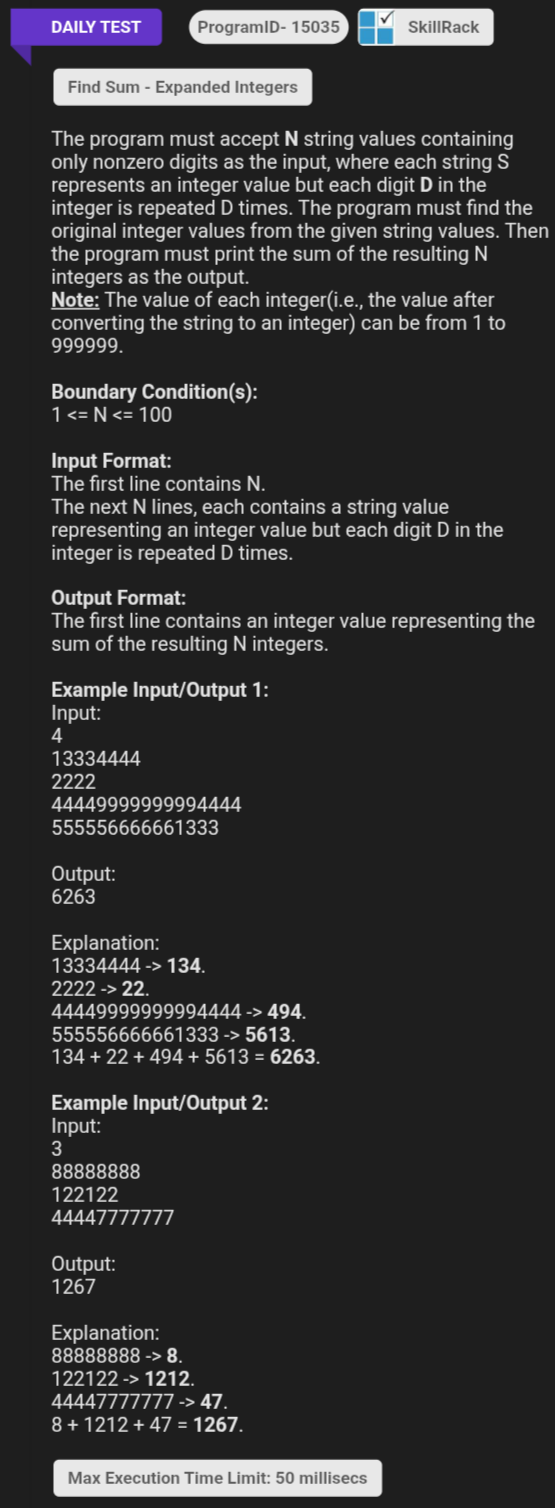 DAILY TEST
ProgramID- 15035
SkillRack
Find Sum - Expanded Integers
The program must accept N string values containing
only nonzero digits as the input, where each string S
represents an integer value but each digit D in the
integer is repeated D times. The program must find the
original integer values from the given string values. Then
the program must print the sum of the resulting N
integers as the output.
Note: The value of each integer(i.e., the value after
converting the string to an integer) can be from 1 to
999999.
Boundary Condition(s):
1 <= N <= 100
Input Format:
The first line contains N.
The next N lines, each contains a string value
representing an integer value but each digit D in the
integer is repeated D times.
Output Format:
The first line contains an integer value representing the
sum of the resulting N integers.
Example Input/Output 1:
Input:
4
13334444
2222
44449999999994444
555556666661333
Output:
6263
Explanation:
13334444 -> 134.
2222 -> 22.
44449999999994444 -> 494.
555556666661333 -> 5613.
134 + 22 + 494 + 5613 = 6263.
Example Input/Output 2:
Input:
3
88888888
122122
44447777777
Output:
1267
Explanation:
88888888 -> 8.
122122 -> 1212.
44447777777 -> 47.
8 + 1212 + 47 = 1267.
Max Execution Time Limit: 50 millisecs